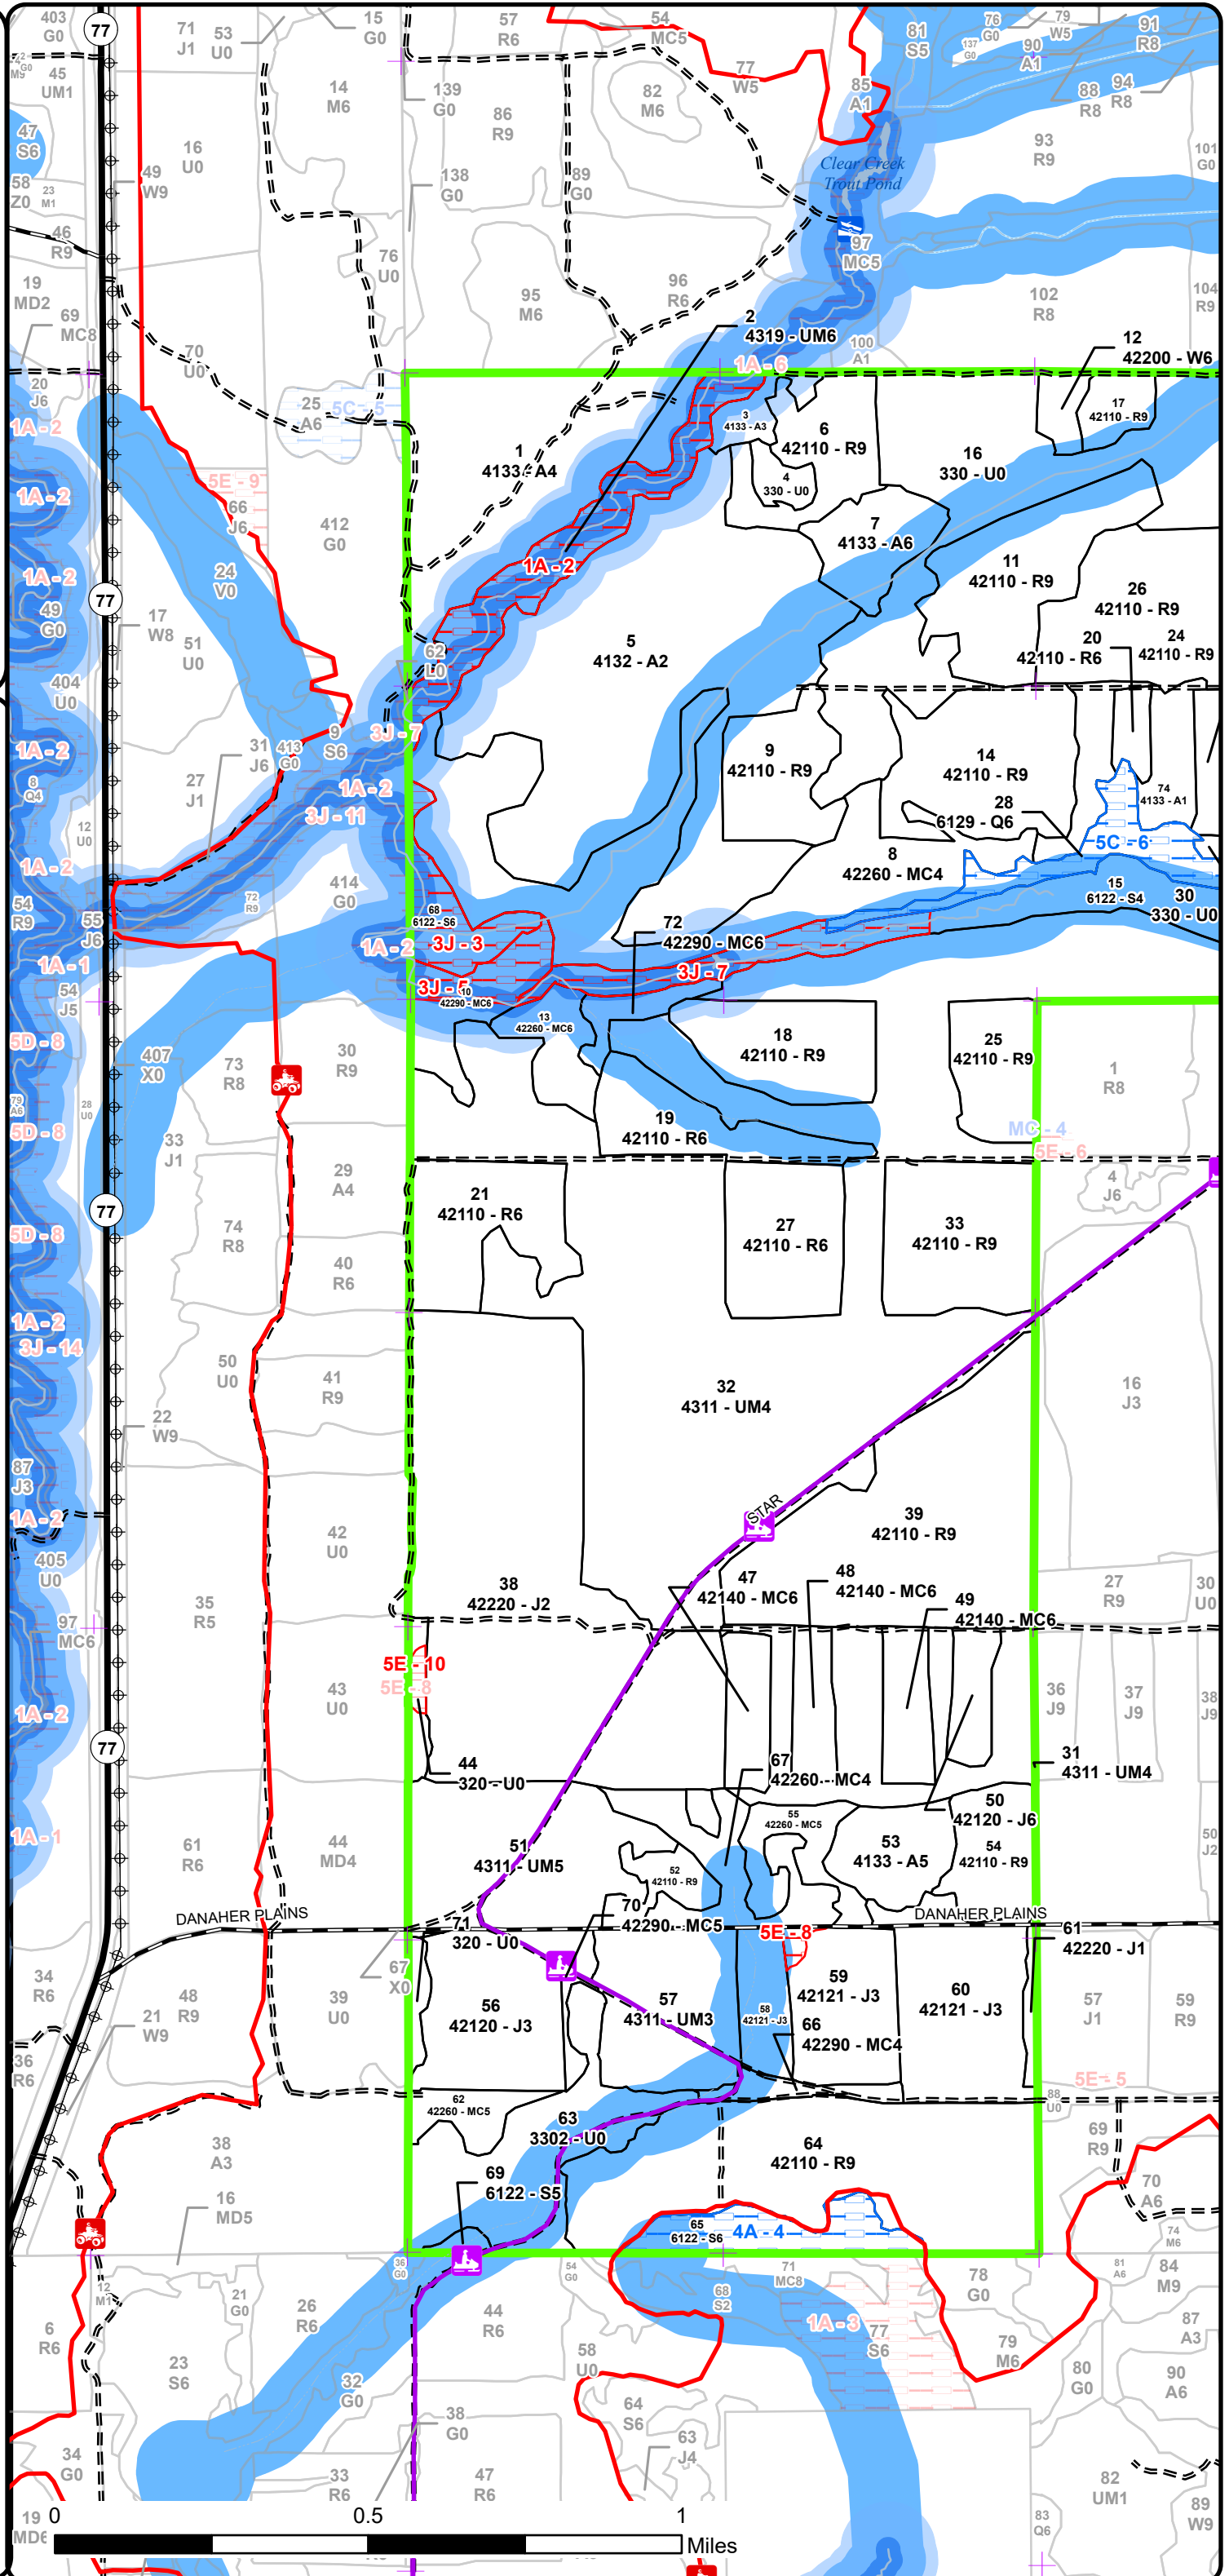 403
G0
77
71
J1
53
U0
15
G0
57
R6
54
MC5
81
S5
76
G0
79
W5
91
R8
137
G0
90
A1
45
UM1
14
M6
139
G0
86
R9
82
M6
77
W5
85
A1
88
R8
94
R8
47
S6
16
U0
49
W9
138
G0
89
G0
Clear Creek
Trout Pond
93
R9
101
G0
58
Z0
23
M1
46
R9
76
U0
97
MC5
19
MD2
69
MC8
95
M6
96
R6
102
R8
104
R9
2
4319 - UM6
100
A1
12
42200 - W6
70
U0
20
J6
1A - 6
1A - 2
25
A6
5C - 5
1
4133 - A4
3
4133 - A3
6
42110 - R9
17
42110 - R9
16
330 - U0
4
330 - U0
5E - 9
66
J6
1A - 2
412
G0
7
4133 - A6
1A - 2
11
42110 - R9
1A - 2
24
V0
49
G0
77
17
W8
26
42110 - R9
51
U0
62
L0
5
4132 - A2
20
42110 - R6
24
42110 - R9
404
U0
1A - 2
31
J6
413
G0
9
S6
3J - 7
9
42110 - R9
14
42110 - R9
8
Q4
27
J1
1A - 2
3J - 11
28
6129 - Q6
74
4133 - A1
12
U0
5C - 6
1A - 2
8
42260 - MC4
54
R9
72
R9
414
G0
15
6122 - S4
30
330 - U0
55
J6
68
6122 - S6
72
42290 - MC6
1A - 2
3J - 3
1A - 1
3J - 7
54
J5
3J - 5
10
42290 - MC6
13
42260 - MC6
5D - 8
18
42110 - R9
25
42110 - R9
407
X0
73
R8
30
R9
1
R8
79
A6
28
U0
5D - 8
33
J1
19
42110 - R6
MC - 4
5E - 6
29
A4
4
J6
77
21
42110 - R6
27
42110 - R6
33
42110 - R9
5D - 8
74
R8
40
R6
1A - 2
3J - 14
50
U0
41
R9
32
4311 - UM4
16
J3
22
W9
87
J3
STAR
1A - 2
42
U0
39
42110 - R9
405
U0
38
42220 - J2
47
42140 - MC6
48
42140 - MC6
49
42140 - MC6
27
R9
30
U0
35
R5
97
MC6
5E - 10
5E - 8
43
U0
36
J9
37
J9
38
J9
1A - 2
77
44
320 - U0
67
42260 - MC4
31
4311 - UM4
50
42120 - J6
55
42260 - MC5
1A - 1
61
R6
44
MD4
51
4311 - UM5
53
4133 - A5
54
42110 - R9
50
J2
52
42110 - R9
70
42290 - MC5
DANAHER PLAINS
DANAHER PLAINS
71
320 - U0
5E - 8
61
42220 - J1
34
R6
67
X0
48
R9
39
U0
21
W9
56
42120 - J3
57
4311 - UM3
58
42121 - J3
59
42121 - J3
60
42121 - J3
57
J1
59
R9
66
42290 - MC4
36
R6
5E - 5
88
U0
62
42260 - MC5
63
3302 - U0
64
42110 - R9
69
R9
38
A3
70
A6
16
MD5
69
6122 - S5
65
6122 - S6
4A - 4
74
M6
36
G0
54
G0
71
MC8
78
G0
81
A6
84
M9
12
M1
21
G0
26
R6
44
R6
68
S2
1A - 3
77
S6
79
M6
87
A3
6
R6
23
S6
32
G0
58
U0
80
G0
90
A6
38
G0
64
S6
63
J4
34
G0
33
R6
47
R6
82
UM1
89
W9
83
Q6
19
0
0.5
1
Miles